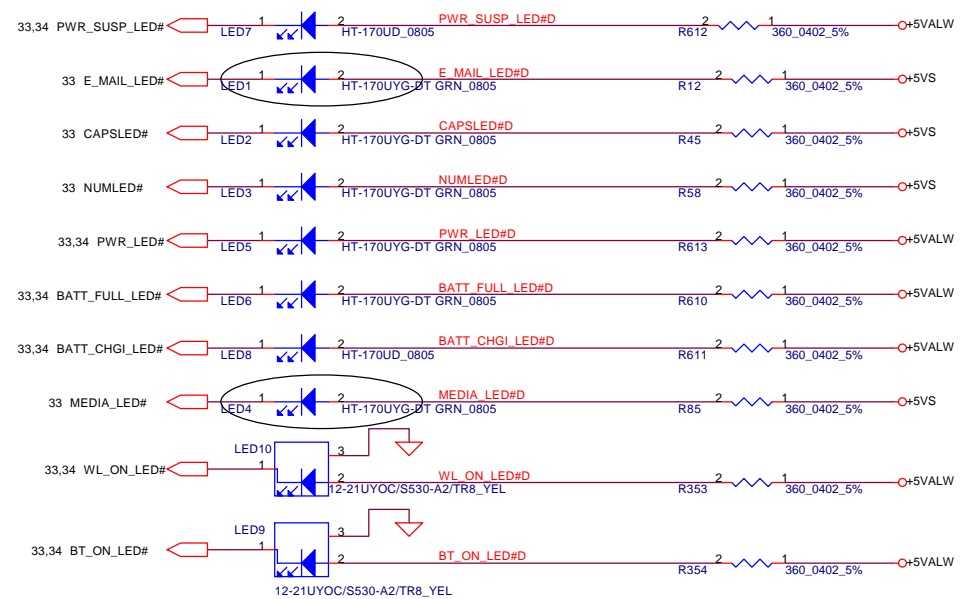 33,34 PWR_SUSP_LED# 1 LED7 2 HT-170UD_0805 PWR_SUSP_LED#D 2 R612 1 360_0402_5% +5VALW
33 E_MAIL_LED# 1 LED1 2 HT-170UYG-DT GRN_0805 E_MAIL_LED#D 2 R12 1 360_0402_5% +5VS
33 CAPSLED# 1 LED2 2 HT-170UYG-DT GRN_0805 CAPSLED#D 2 R45 1 360_0402_5% +5VS
33 NUMLED# 1 LED3 2 HT-170UYG-DT GRN_0805 NUMLED#D 2 R58 1 360_0402_5% +5VS
33,34 PWR_LED# 1 LED5 2 HT-170UYG-DT GRN_0805 PWR_LED#D 2 R613 1 360_0402_5% +5VALW
33,34 BATT_FULL_LED# 1 LED6 2 HT-170UYG-DT GRN_0805 BATT_FULL_LED#D 2 R610 1 360_0402_5% +5VALW
33,34 BATT_CHGI_LED# 1 LED8 2 HT-170UD_0805 BATT_CHGI_LED#D 2 R611 1 360_0402_5% +5VALW
33 MEDIA_LED# 1 LED4 2 HT-170UYG-DT GRN_0805 MEDIA_LED#D 2 R85 1 360_0402_5% +5VS
33,34 WL_ON_LED# 1 LED10 3 2 12-21UYOC/S530-A2/TR8_YEL WL_ON_LED#D 2 R353 1 360_0402_5% +5VALW
33,34 BT_ON_LED# 1 LED9 3 2 12-21UYOC/S530-A2/TR8_YEL BT_ON_LED#D 2 R354 1 360_0402_5% +5VALW